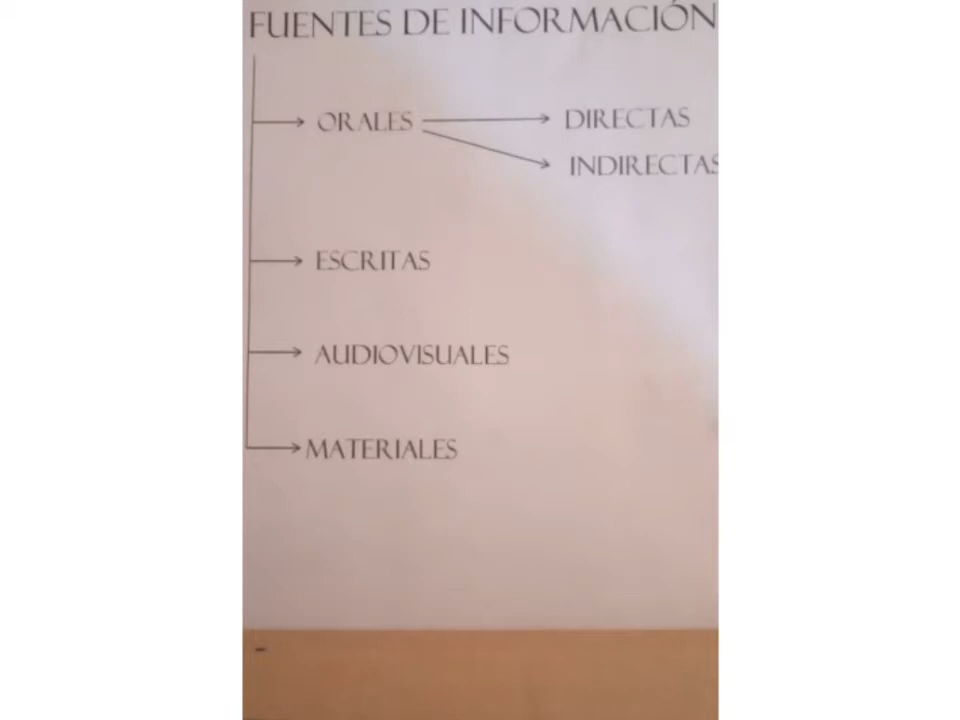 FUENTES DE INFORMACIÓN
ORALES DIRECTAS
INDIRECTAS
ESCRITAS
AUDIOVISUALES
MATERIALES